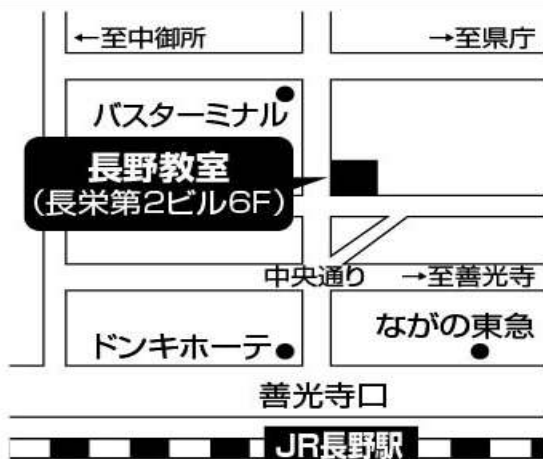 ←至中御所
→至県庁
バスターミナル
長野教室
(長栄第2ビル6F)
中央通り
→至善光寺
ドンキホーテ
ながの東急
善光寺口
JR長野駅